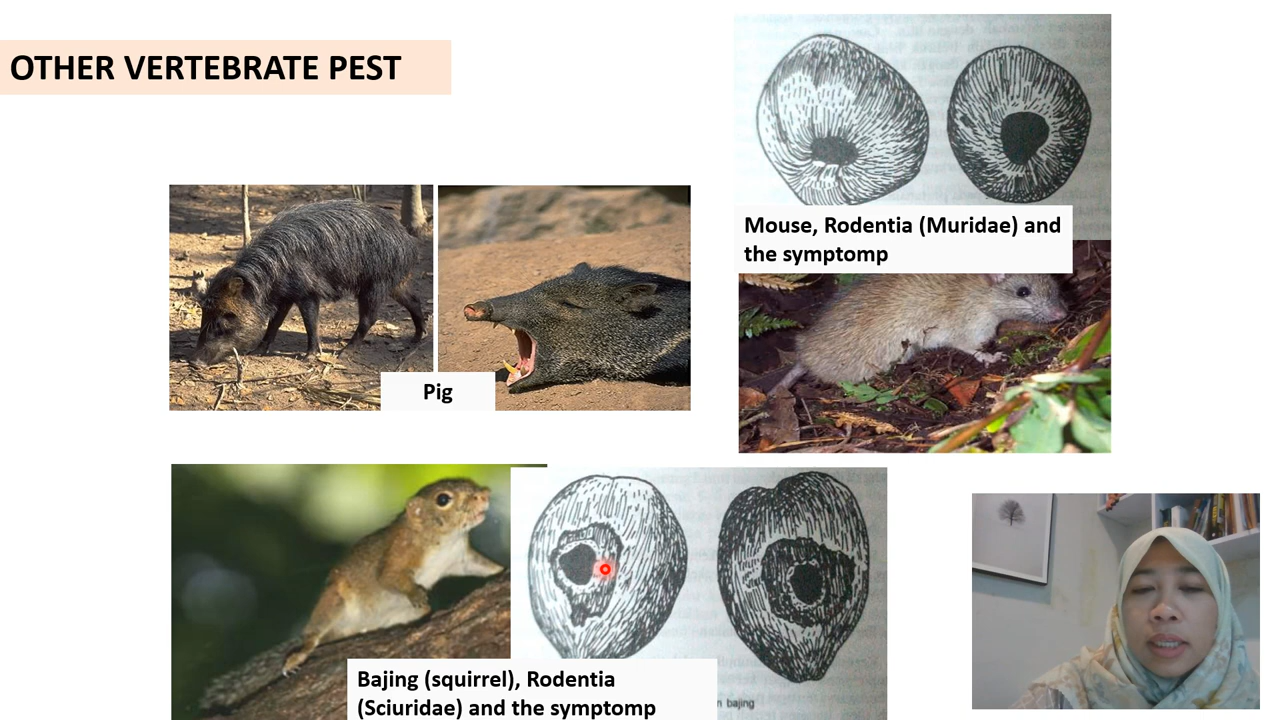 OTHER VERTEBRATE PEST
Mouse, Rodentia (Muridae) and
the symptomp
Pig
Bajing (squirrel), Rodentia
(Sciuridae) and the symptomp
bajing